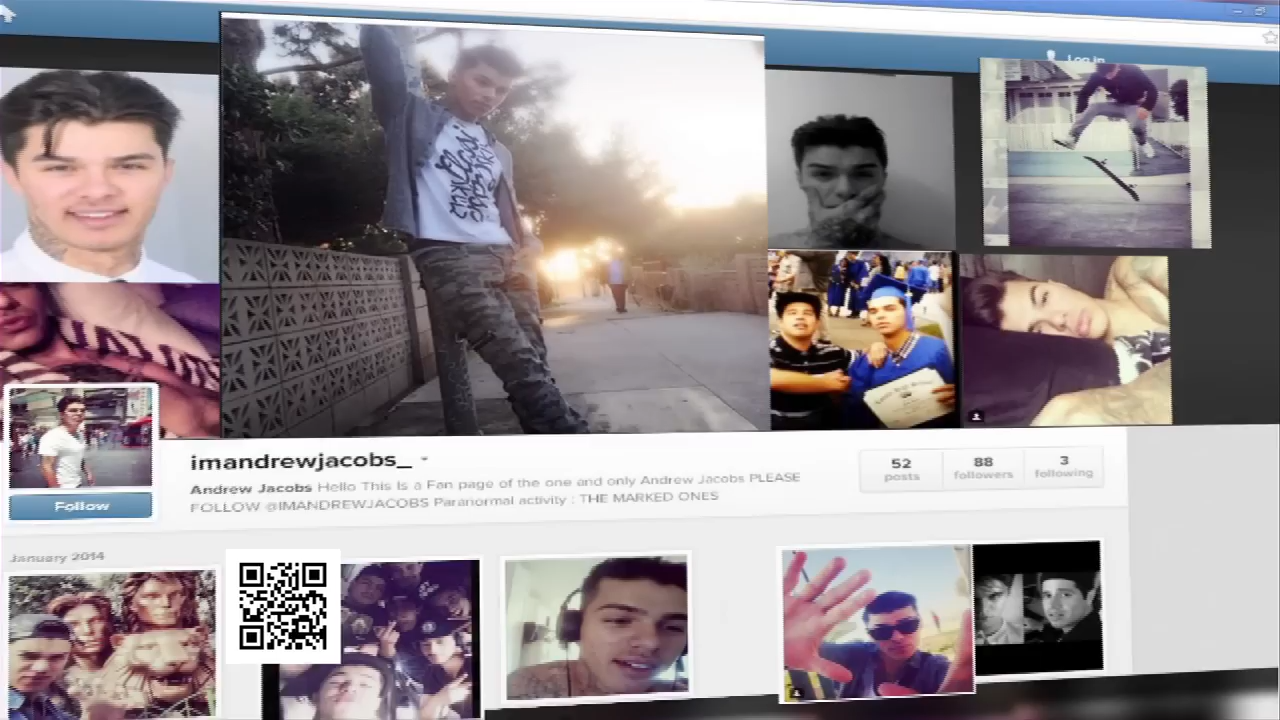 Log in
imandrewjacobs_
52
posts
88
followers
3
following
Andrew Jacobs Hello This Is a Fan page of the one and only Andrew Jacobs PLEASE
FOLLOW @IMANDREWJACOBS Paranormal activity : THE MARKED ONES
Follow
January 2014